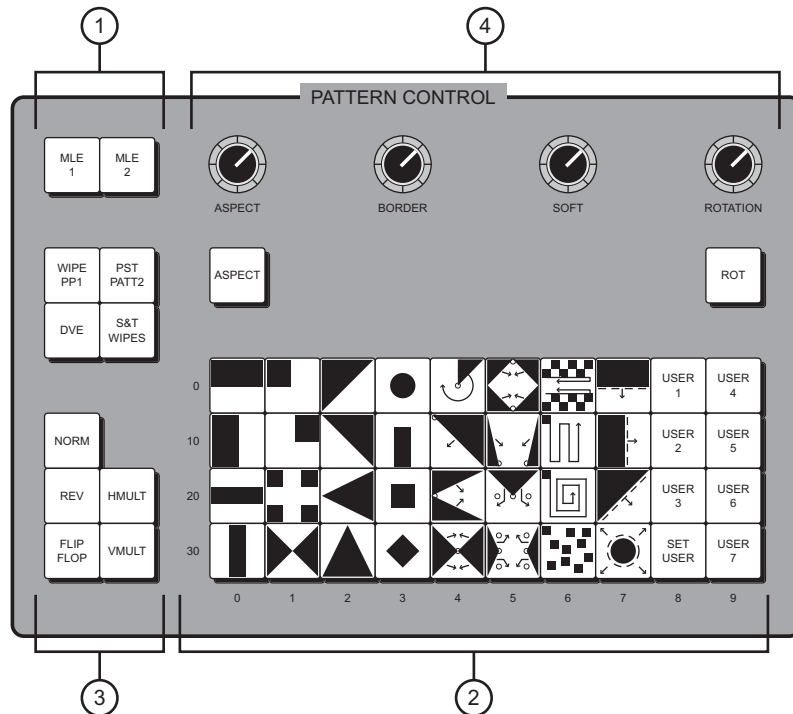 1
4
PATTERN CONTROL
MLE
1
MLE
2
ASPECT
BORDER
SOFT
ROTATION
WIPE
PP1
PST
PATT2
ASPECT
ROT
DVE
S&T
WIPES
0
USER
1
USER
4
NORM
10
USER
2
USER
5
REV
HMULT
20
USER
3
USER
6
FLIP
FLOP
VMULT
30
SET
USER
USER
7
0
1
2
3
4
5
6
7
8
9
3
2